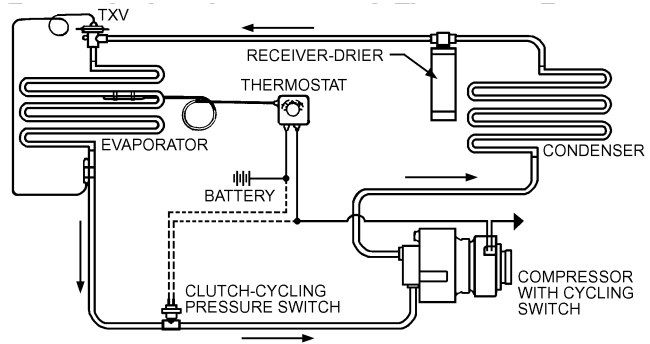 TXV
RECEIVER-DRIER
THERMOSTAT
EVAPORATOR
CONDENSER
BATTERY
CLUTCH-CYCLING
PRESSURE SWITCH
COMPRESSOR
WITH CYCLING
SWITCH